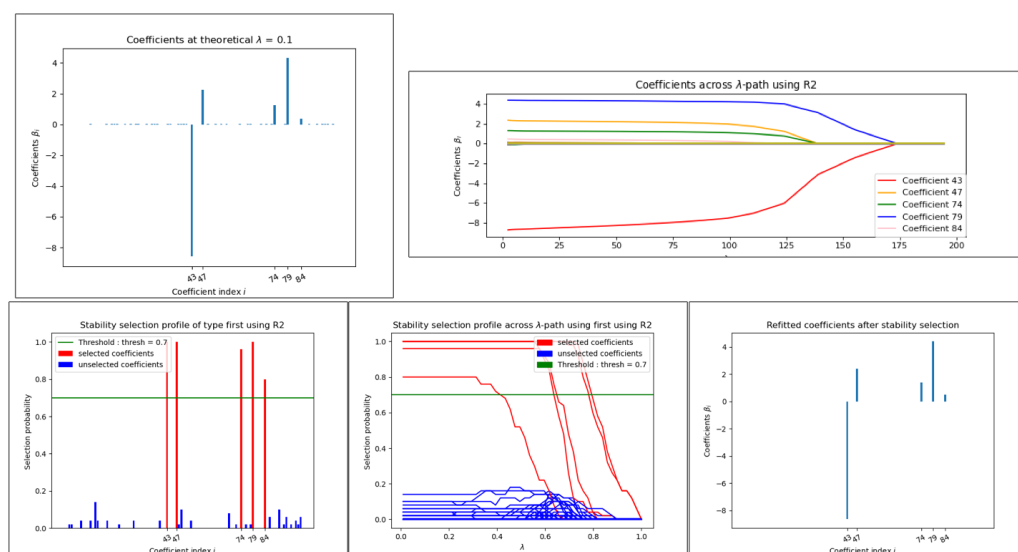 Coefficients at theoretical λ = 0.1
4
2
0
−2
−4
−6
−8
Coefficients βᵢ
43
47
74
79
84
Coefficient index i
Coefficients across λ-path using R2
4
2
0
−2
−4
−6
−8
Coefficients βᵢ
Coefficient 43
Coefficient 47
Coefficient 74
Coefficient 79
Coefficient 84
0
25
50
75
100
125
150
175
200
Stability selection profile of type first using R2
Threshold : thresh = 0.7
selected coefficients
unselected coefficients
1.0
0.8
0.6
0.4
0.2
0.0
Selection probability
43
47
74
79
84
Coefficient index i
Stability selection profile across λ-path using first using R2
selected coefficients
unselected coefficients
Threshold : thresh = 0.7
1.0
0.8
0.6
0.4
0.2
0.0
Selection probability
0.0
0.2
0.4
0.6
0.8
1.0
λ
Refitted coefficients after stability selection
4
2
0
−2
−4
−6
−8
Coefficients βᵢ
43
47
74
79
84
Coefficient index i